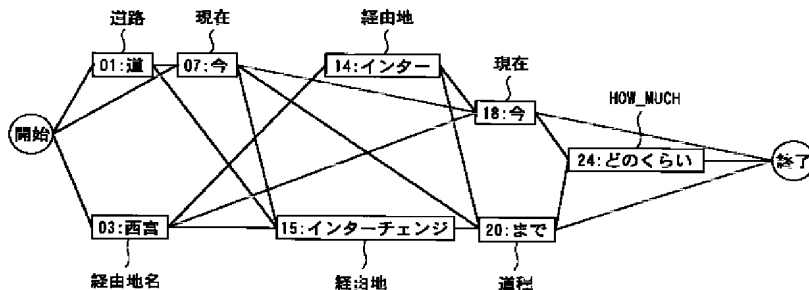 道路
現在
経由地
01:道
07:今
14:インター
現在
18:今
HOW_MUCH
開始
24:どのくらい
終了
03:西宮
15:インターチェンジ
20:まで
経由地名
経由地
道程